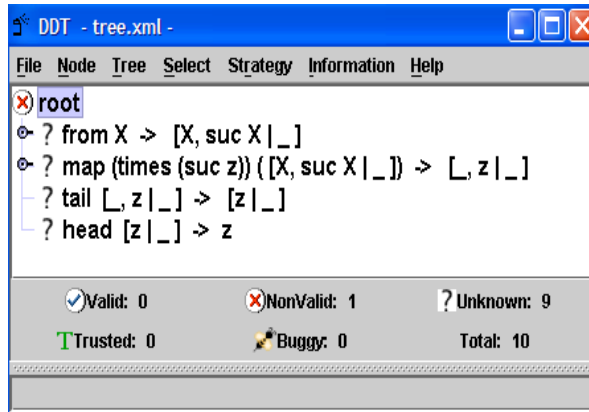 DDT - tree.xml -
File Node Tree Select Strategy Information Help
root
? from X -> [X, suc X | _ ]
? map (times (suc z)) ( [X, suc X | _ ]) -> [_, z | _ ]
? tail [_, z | _ ] -> [z | _ ]
? head [z | _ ] -> z
Valid: 0 NonValid: 1 ? Unknown: 9
T Trusted: 0 Buggy: 0 Total: 10